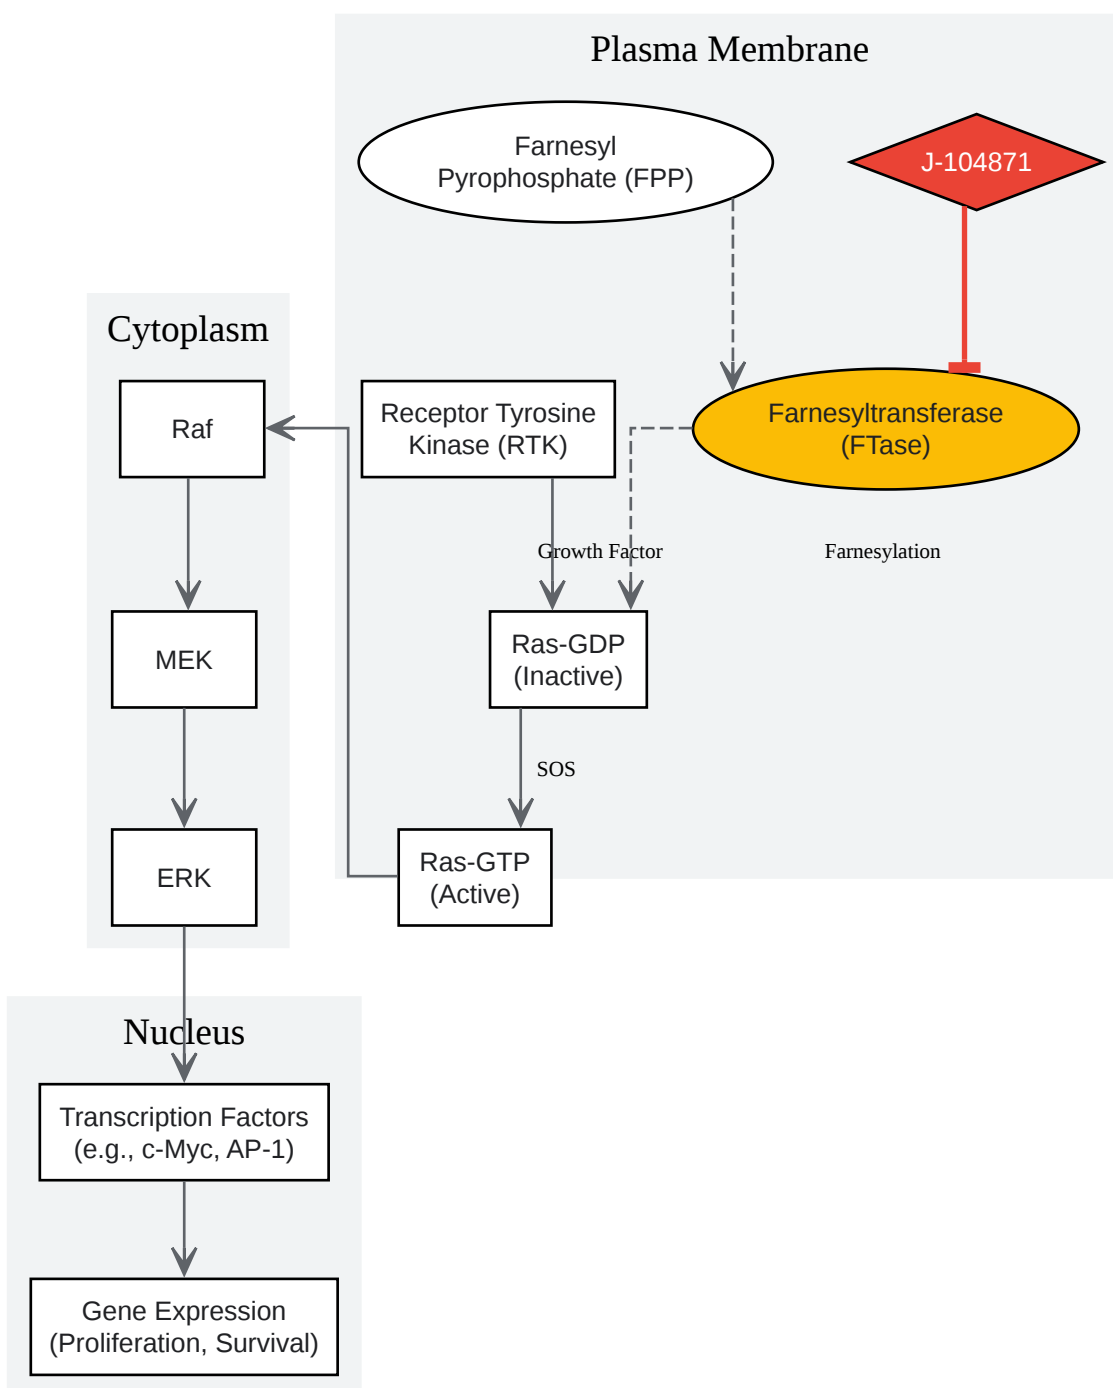 Plasma Membrane
Farnesyl
Pyrophosphate (FPP)
J-104871
Cytoplasm
Raf
Receptor Tyrosine
Kinase (RTK)
Farnesyltransferase
(FTase)
Growth Factor
Farnesylation
MEK
Ras-GDP
(Inactive)
SOS
ERK
Ras-GTP
(Active)
Nucleus
Transcription Factors
(e.g., c-Myc, AP-1)
Gene Expression
(Proliferation, Survival)